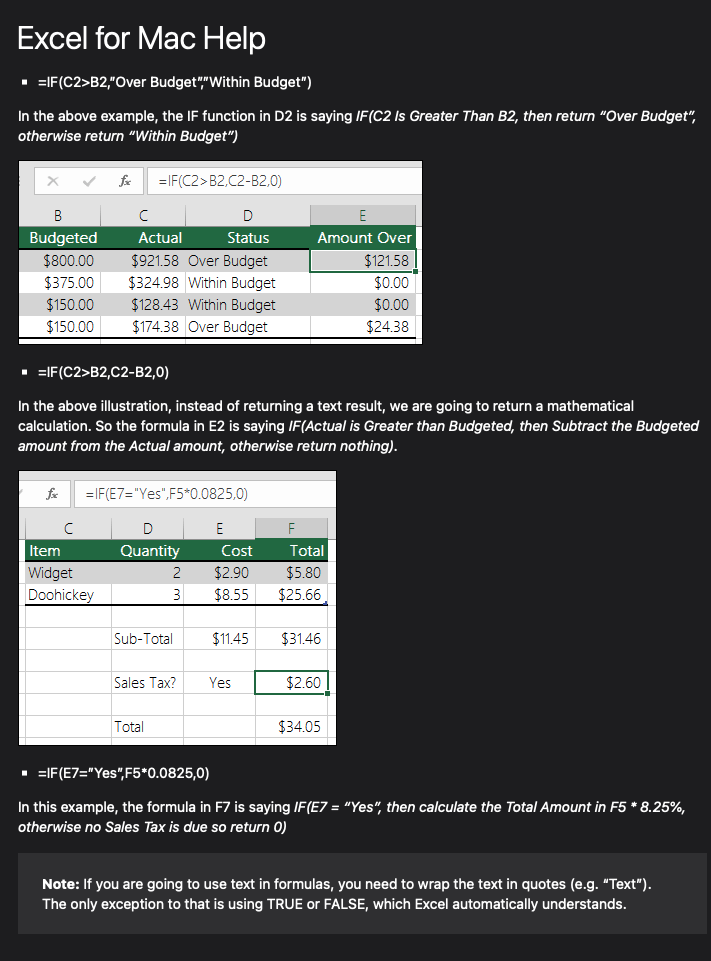 Excel for Mac Help
▪ =IF(C2>B2,"Over Budget","Within Budget")
In the above example, the IF function in D2 is saying IF(C2 Is Greater Than B2, then return “Over Budget”,
otherwise return “Within Budget”)
fx =IF(C2>B2,C2-B2,0)
B C D E
Budgeted Actual Status Amount Over
$800.00 $921.58 Over Budget $121.58
$375.00 $324.98 Within Budget $0.00
$150.00 $128.43 Within Budget $0.00
$150.00 $174.38 Over Budget $24.38
▪ =IF(C2>B2,C2-B2,0)
In the above illustration, instead of returning a text result, we are going to return a mathematical
calculation. So the formula in E2 is saying IF(Actual is Greater than Budgeted, then Subtract the Budgeted
amount from the Actual amount, otherwise return nothing).
fx =IF(E7="Yes",F5*0.0825,0)
C D E F
Item Quantity Cost Total
Widget 2 $2.90 $5.80
Doohickey 3 $8.55 $25.66
Sub-Total $11.45 $31.46
Sales Tax? Yes $2.60
Total $34.05
▪ =IF(E7="Yes",F5*0.0825,0)
In this example, the formula in F7 is saying IF(E7 = “Yes”, then calculate the Total Amount in F5 * 8.25%,
otherwise no Sales Tax is due so return 0)
Note: If you are going to use text in formulas, you need to wrap the text in quotes (e.g. “Text”).
The only exception to that is using TRUE or FALSE, which Excel automatically understands.